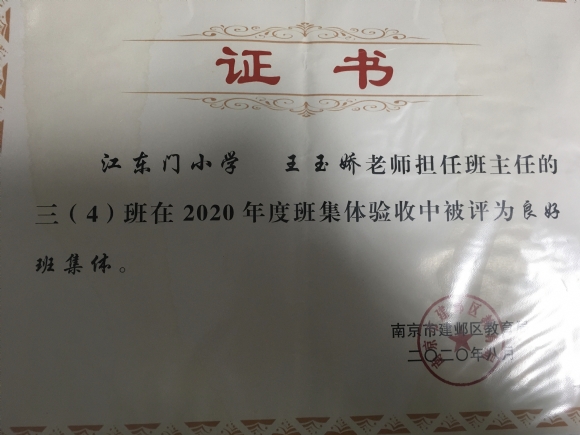 证书
江东门小学 王玉娇老师担任班主任的
三（4）班在2020年度班集体验收中被评为良好
班集体。
南京市建邺区教育局
二〇二〇年八月